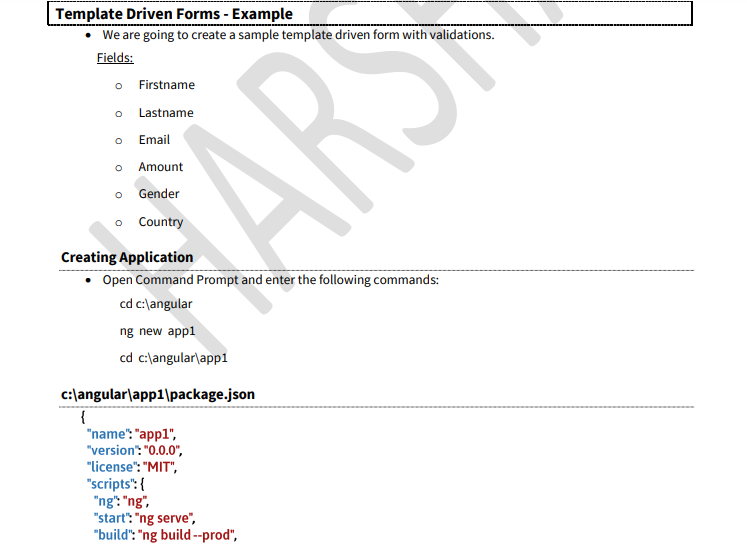 Template Driven Forms - Example
• We are going to create a sample template driven form with validations.
Fields:
o Firstname
o Lastname
o Email
o Amount
o Gender
o Country
Creating Application
• Open Command Prompt and enter the following commands:
cd c:\angular
ng new app1
cd c:\angular\app1
c:\angular\app1\package.json
{
"name": "app1",
"version": "0.0.0",
"license": "MIT",
"scripts": {
"ng": "ng",
"start": "ng serve",
"build": "ng build --prod",
HARSH